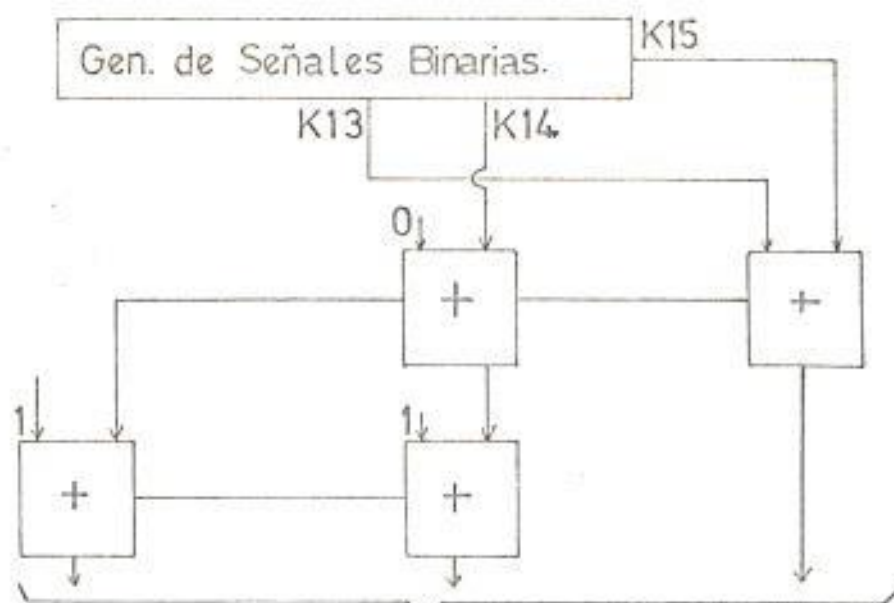 Gen. de Señales Binarias.
K15
K13
K14
0
+
+
1
1
+
+